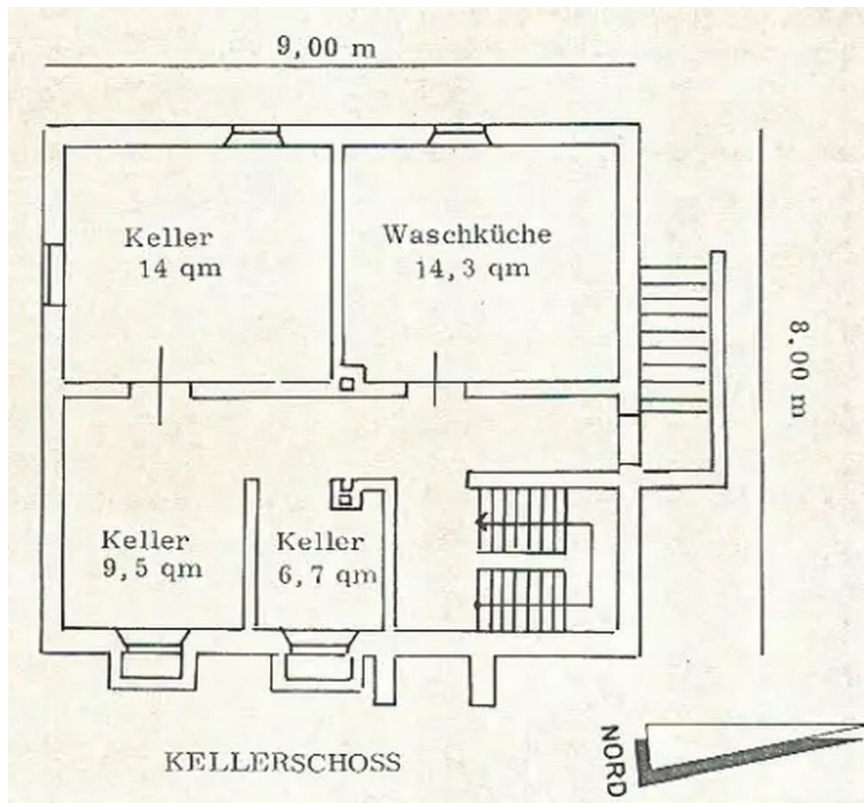 9,00 m
Keller
14 qm
Waschküche
14,3 qm
8.00 m
Keller
9,5 qm
Keller
6,7 qm
KELLERSCHOSS
NORD